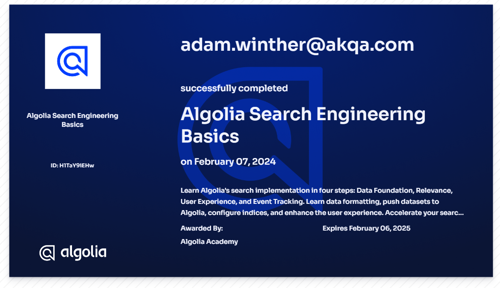 adam.winther@akqa.com
successfully completed
Algolia Search Engineering
Basics
on February 07, 2024
Learn Algolia's search implementation in four steps: Data Foundation, Relevance,
User Experience, and Event Tracking. Learn data formatting, push datasets to
Algolia, configure indices, and enhance the user experience. Accelerate your searc...
Awarded By:
Algolia Academy
Expires February 06, 2025
Algolia Search Engineering
Basics
ID: H1TaY9IEHw
algolia